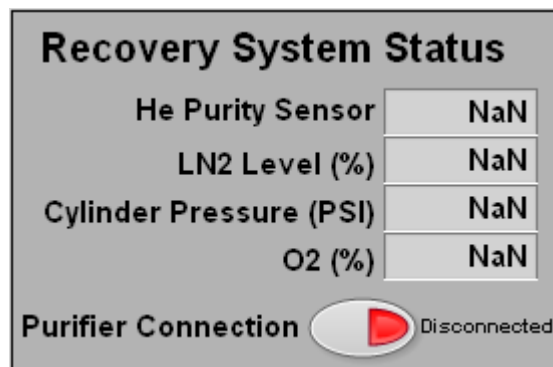 Recovery System Status
He Purity Sensor NaN
LN2 Level (%) NaN
Cylinder Pressure (PSI) NaN
O2 (%) NaN
Purifier Connection Disconnected